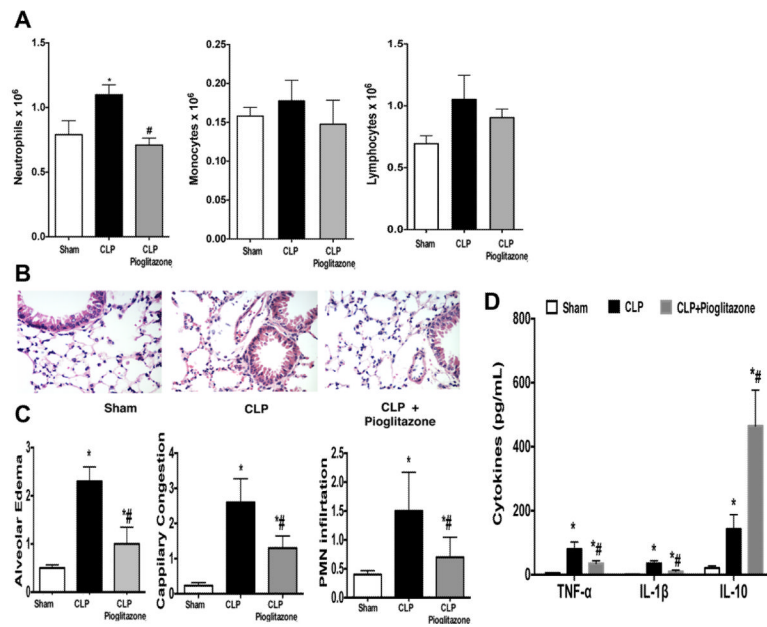 A
Neutrophils x 10⁶
1.5
1.0
0.5
0.0
Sham
CLP
CLP
Pioglitazone
*
#
Monocytes x 10⁶
0.25
0.20
0.15
0.10
0.05
0.00
Sham
CLP
CLP
Pioglitazone
Lymphocytes x 10⁶
1.5
1.0
0.5
0.0
Sham
CLP
CLP
Pioglitazone
B
Sham
CLP
CLP +
Pioglitazone
C
Alveolar Edema
3
2
1
0
Sham
CLP
CLP
Pioglitazone
*
*#
Cappilary Congestion
4
3
2
1
0
Sham
CLP
CLP
Pioglitazone
*
*#
PMN infilrtation
2.5
2.0
1.5
1.0
0.5
0.0
Sham
CLP
CLP
Pioglitazone
*
*#
D
Sham
CLP
CLP+Pioglitazone
Cytokines (pg/mL)
800
600
400
200
0
*
*#
*
*#
*
*#
TNF-α
IL-1β
IL-10